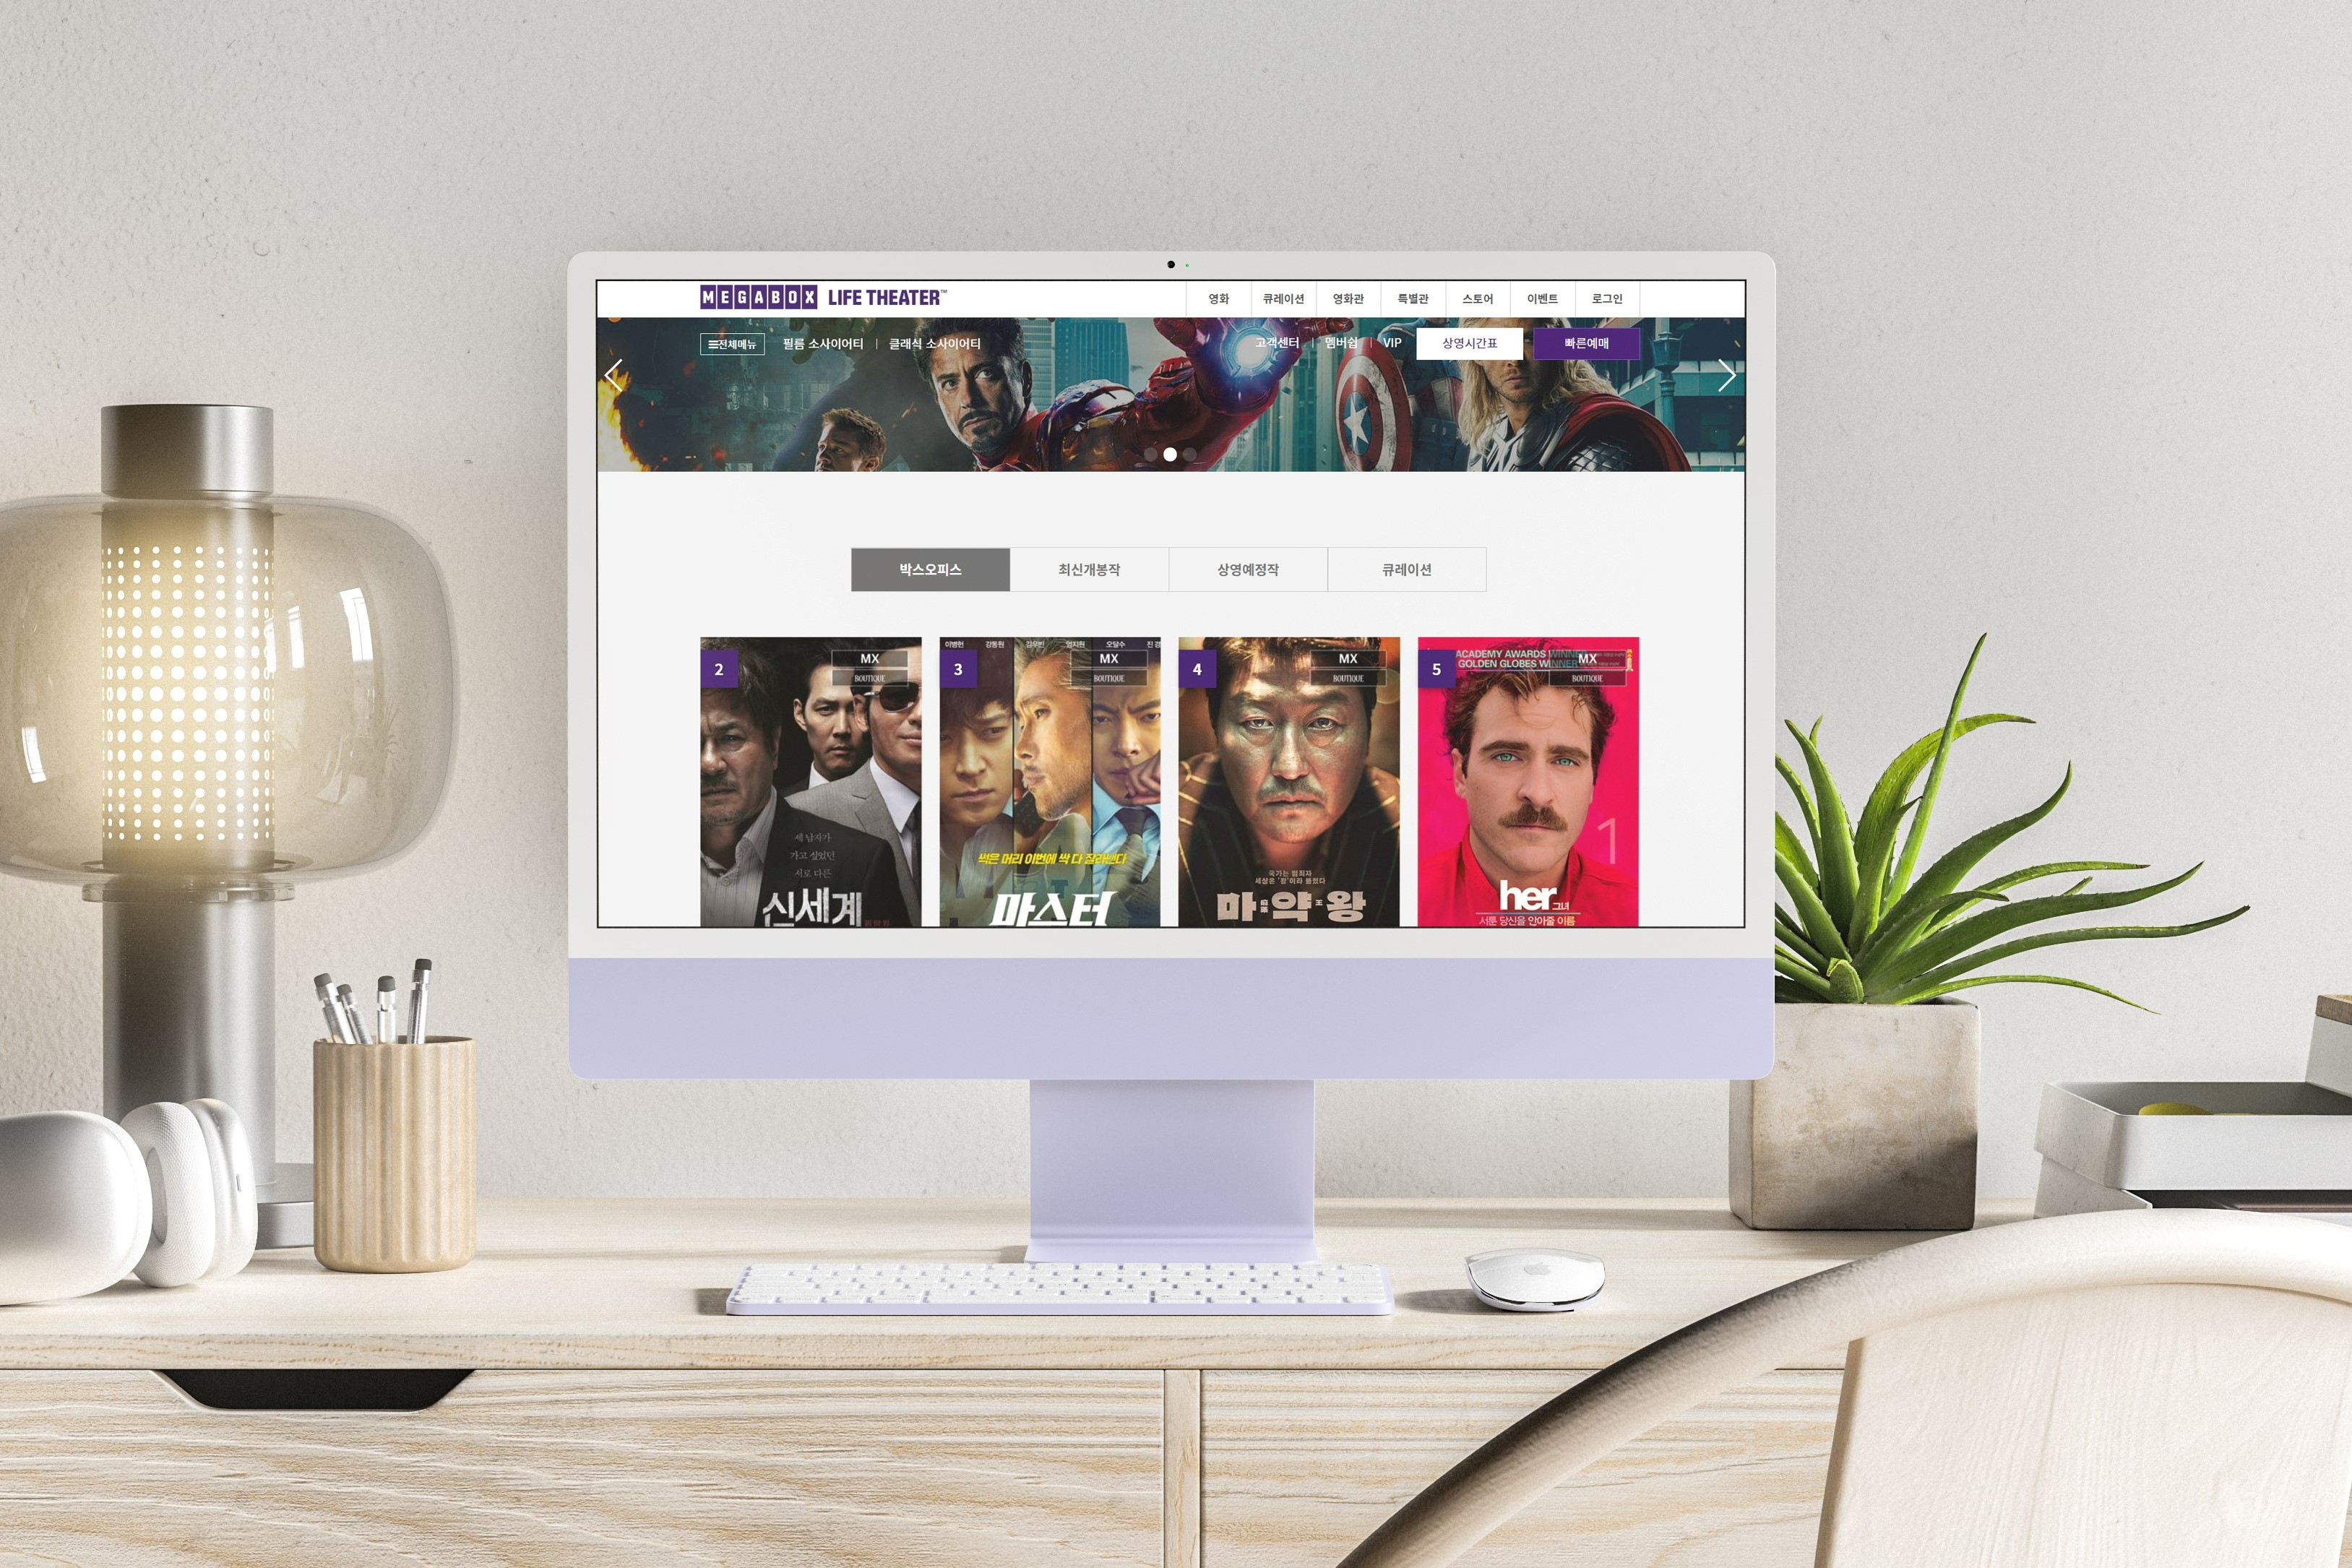 MEGABOX LIFE THEATER™
영화 큐레이션 영화관 특별관 스토어 이벤트 로그인
전체메뉴 필름 소사이어티 | 클래식 소사이어티
고객센터 | 멤버쉽 | VIP 상영시간표 빠른예매
박스오피스 최신개봉작 상영예정작 큐레이션
2
MX
BOUTIQUE
세 남자가
가고 싶었던
서로 다른
신세계
이병헌 강동원 김우빈 엄지원 오달수 진경
3
MX
BOUTIQUE
썩은 머리 이번에 싹 다 잘라낸다
마스터
4
MX
BOUTIQUE
국가는 범죄자
세상은 '왕'이라 불렀다
마약왕
ACADEMY AWARDS WINNER
GOLDEN GLOBES WINNER
5
MX
BOUTIQUE
1
her 그녀
서툰 당신을 안아줄 이름